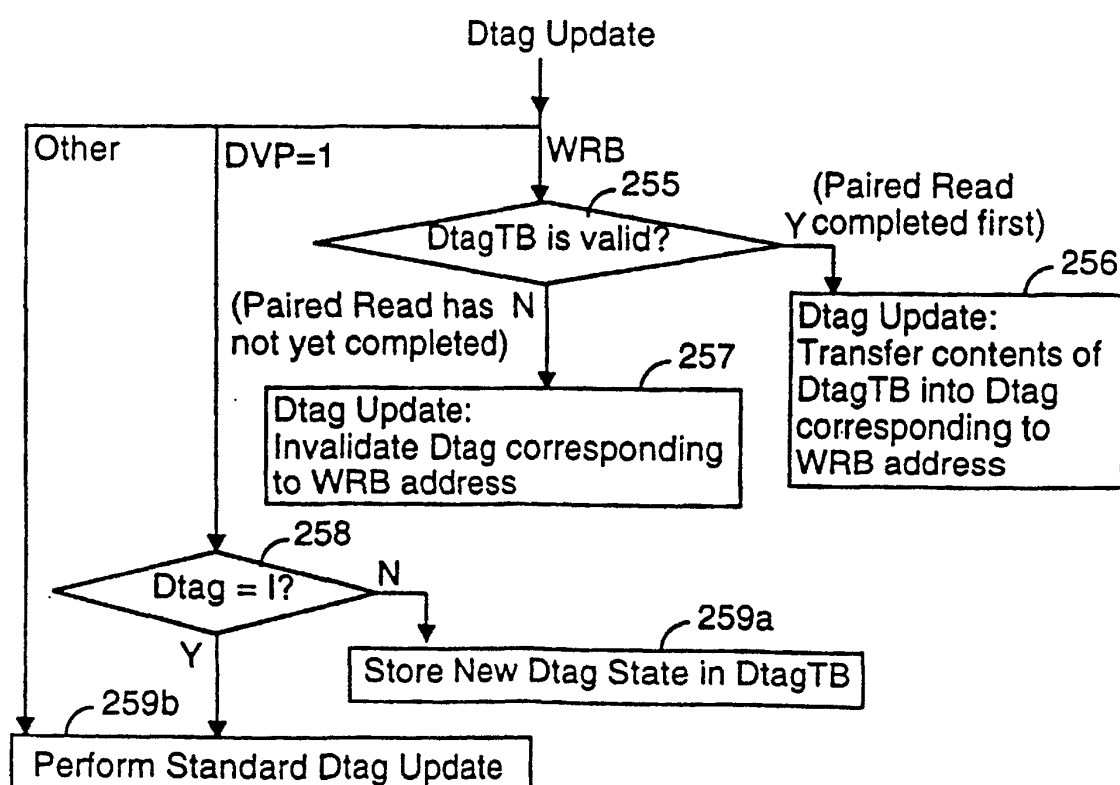 Dtag Update
Other
DVP=1
WRB
255
DtagTB is valid?
(Paired Read
Y completed first)
256
Dtag Update:
Transfer contents of
DtagTB into Dtag
corresponding to
WRB address
(Paired Read has N
not yet completed)
257
Dtag Update:
Invalidate Dtag corresponding
to WRB address
258
Dtag = I?
N
Y
259a
Store New Dtag State in DtagTB
259b
Perform Standard Dtag Update